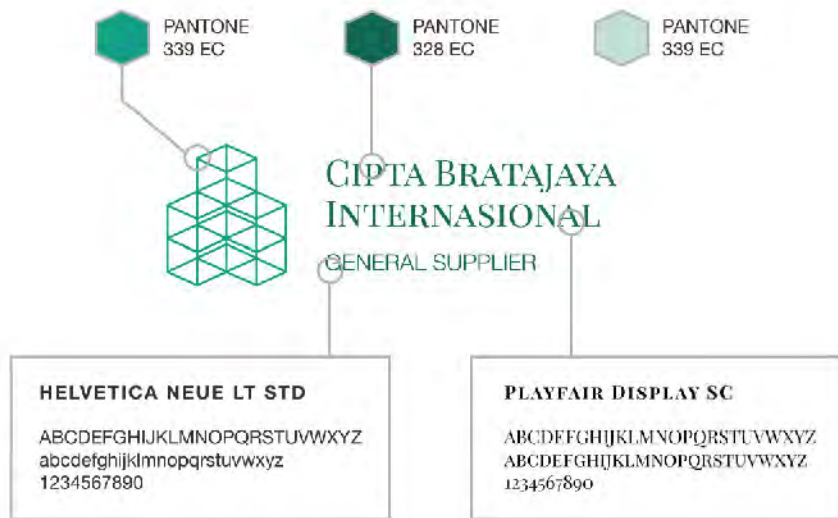 PANTONE
339 EC
PANTONE
328 EC
PANTONE
339 EC
CIPTA BRATAJAYA
INTERNASIONAL
GENERAL SUPPLIER
HELVETICA NEUE LT STD
ABCDEFGHIJKLMNOPQRSTUVWXYZ
abcdefghijklmnopqrstuvwxyz
1234567890
PLAYFAIR DISPLAY SC
ABCDEFGHIJKLMNOPQRSTUVWXYZ
ABCDEFGHIJKLMNOPQRSTUVWXYZ
1234567890